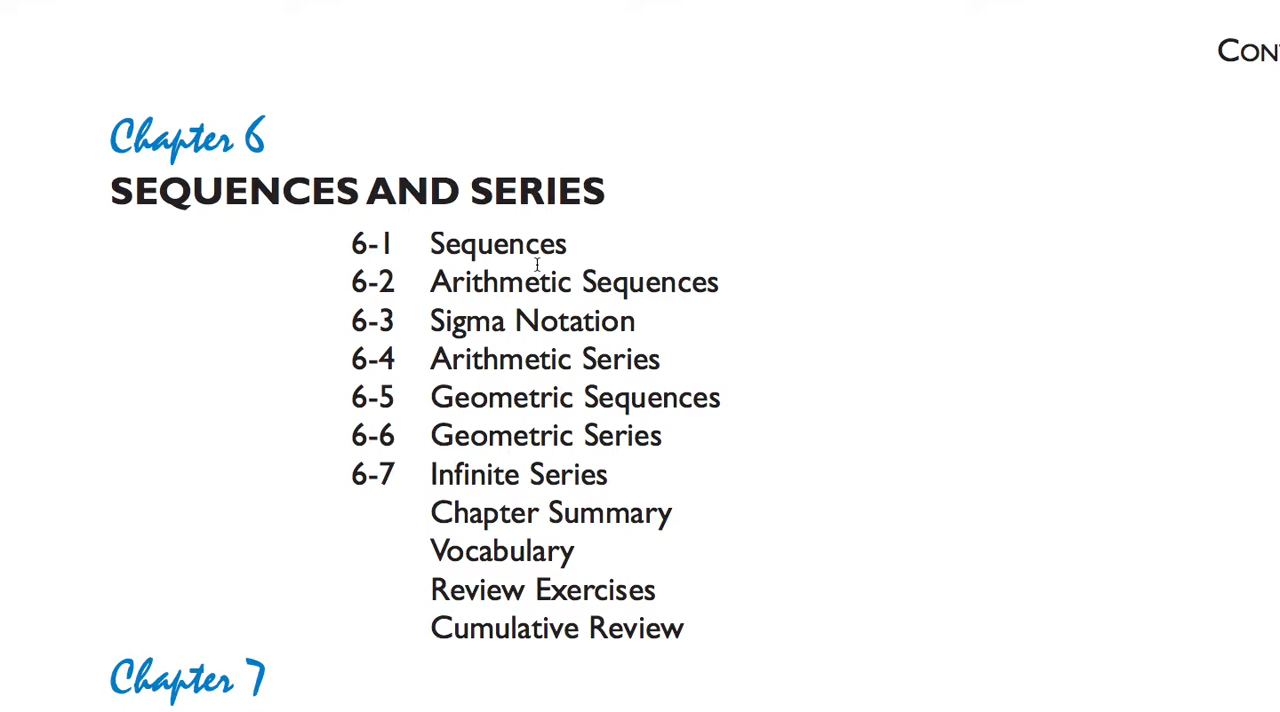 Chapter 6
SEQUENCES AND SERIES
6-1 Sequences
6-2 Arithmetic Sequences
6-3 Sigma Notation
6-4 Arithmetic Series
6-5 Geometric Sequences
6-6 Geometric Series
6-7 Infinite Series
Chapter Summary
Vocabulary
Review Exercises
Cumulative Review
Chapter 7